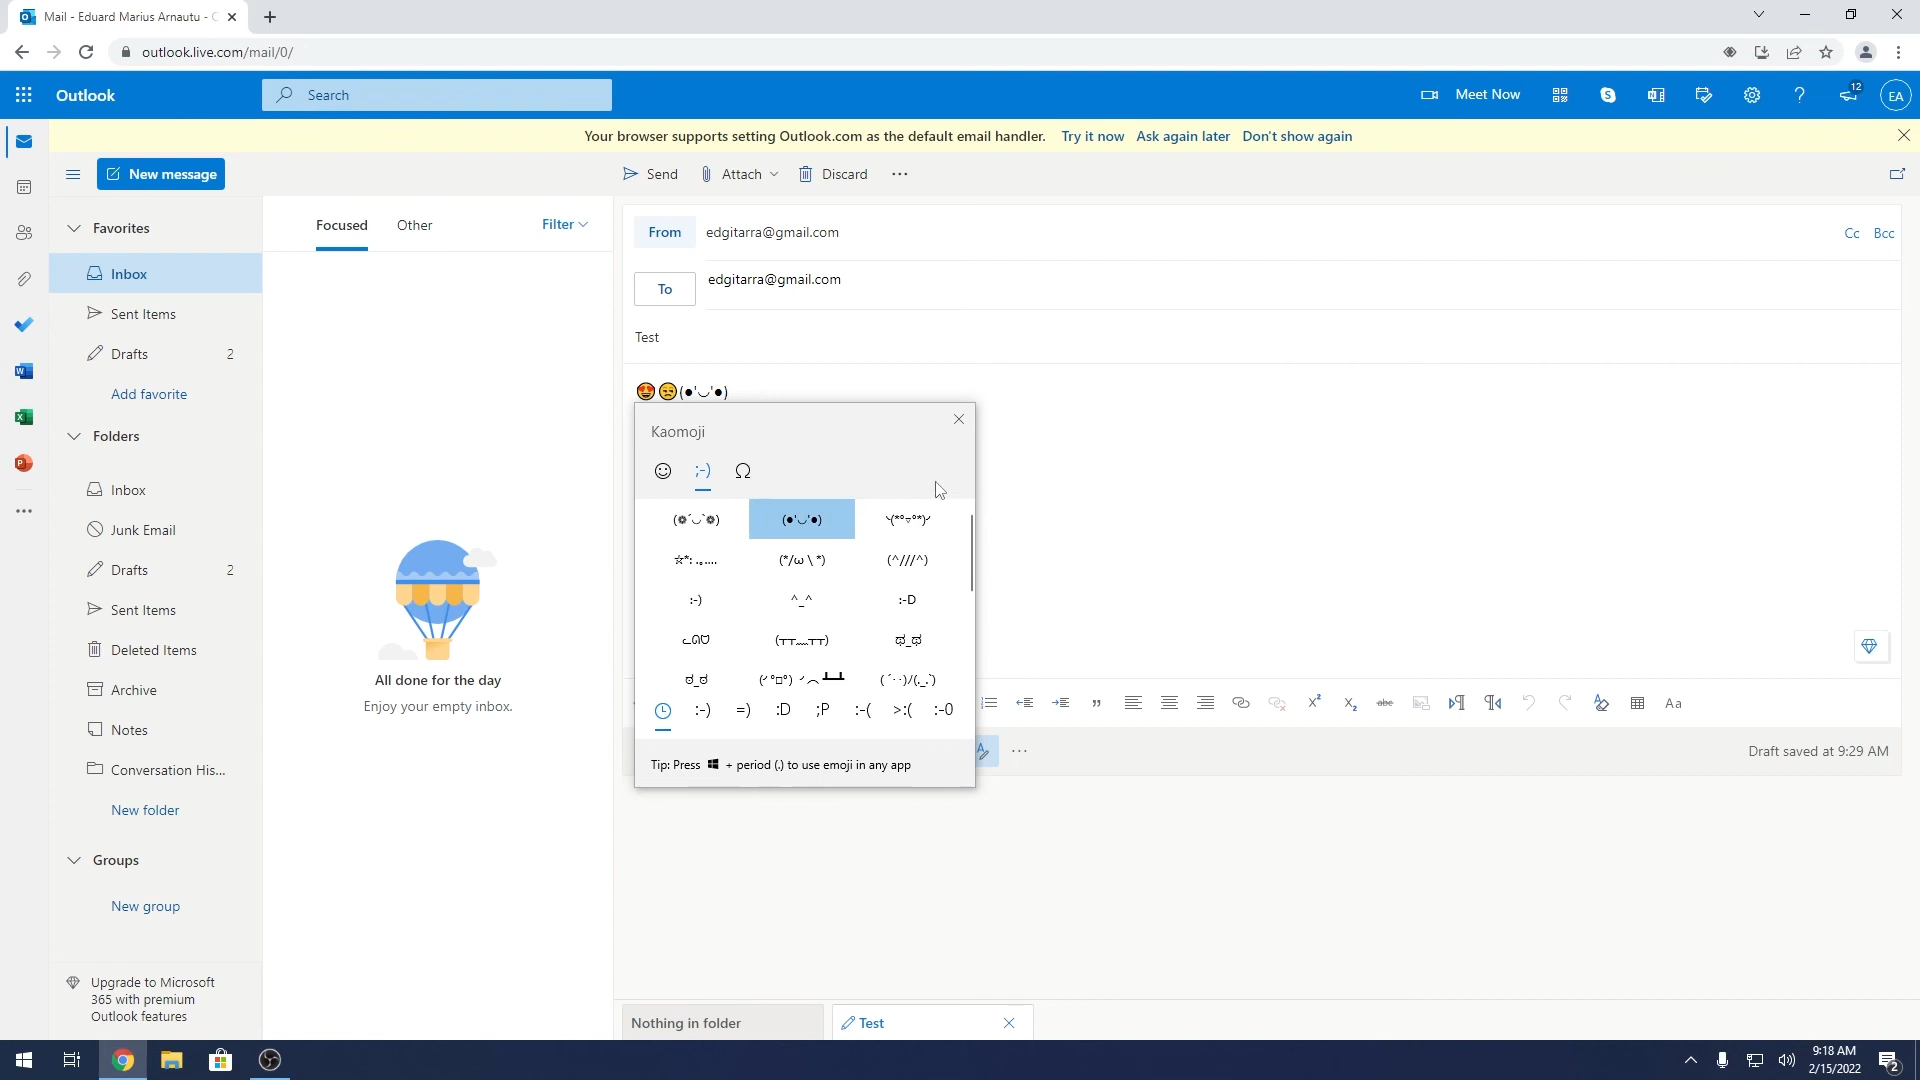 Mail - Eduard Marius Arnautu -
outlook.live.com/mail/0/
Outlook
Search
Meet Now
12
EA
Your browser supports setting Outlook.com as the default email handler. Try it now Ask again later Don't show again
New message
Send
Attach
Discard
Favorites
Inbox
Sent Items
Drafts 2
Add favorite
Folders
Inbox
Junk Email
Drafts 2
Sent Items
Deleted Items
Archive
Notes
Conversation His...
New folder
Groups
New group
Upgrade to Microsoft
365 with premium
Outlook features
Focused Other Filter
All done for the day
Enjoy your empty inbox.
From edgitarra@gmail.com Cc Bcc
To edgitarra@gmail.com
Test
😍😒(●'◡'●)
Kaomoji
;-) Ω
(❁´◡`❁) (●'◡'●) ╰(*°▽°*)╯
☆*: .｡.... (*/ω\*) (^///^)
:-) ^_^ :-D
ᓚᘏᗢ (┬┬﹏┬┬) ಥ_ಥ
ಠ_ಠ (╯°□°)╯︵ ┻━┻ (´･･)/(._.`)
:-) =) :D ;P :-( >:( :-0
Tip: Press + period (.) to use emoji in any app
Aa
Draft saved at 9:29 AM
Nothing in folder
Test
9:18 AM
2/15/2022
2